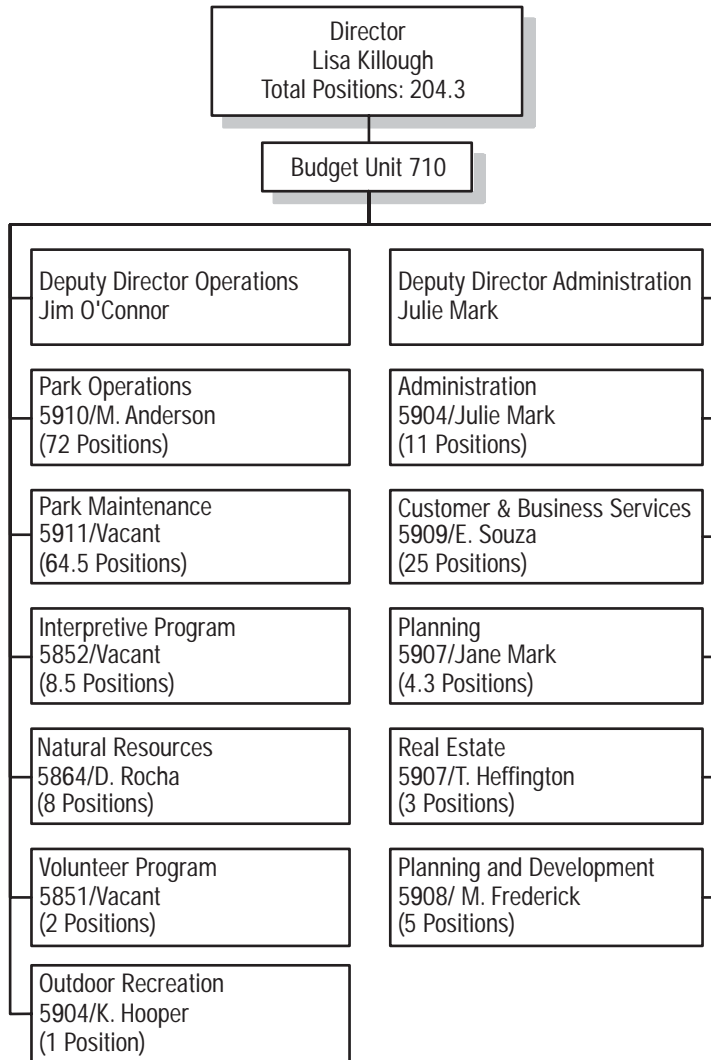 Director
Lisa Killough
Total Positions: 204.3
Budget Unit 710
Deputy Director Operations
Jim O'Connor
Park Operations
5910/M. Anderson
(72 Positions)
Park Maintenance
5911/Vacant
(64.5 Positions)
Interpretive Program
5852/Vacant
(8.5 Positions)
Natural Resources
5864/D. Rocha
(8 Positions)
Volunteer Program
5851/Vacant
(2 Positions)
Outdoor Recreation
5904/K. Hooper
(1 Position)
Deputy Director Administration
Julie Mark
Administration
5904/Julie Mark
(11 Positions)
Customer & Business Services
5909/E. Souza
(25 Positions)
Planning
5907/Jane Mark
(4.3 Positions)
Real Estate
5907/T. Heffington
(3 Positions)
Planning and Development
5908/ M. Frederick
(5 Positions)